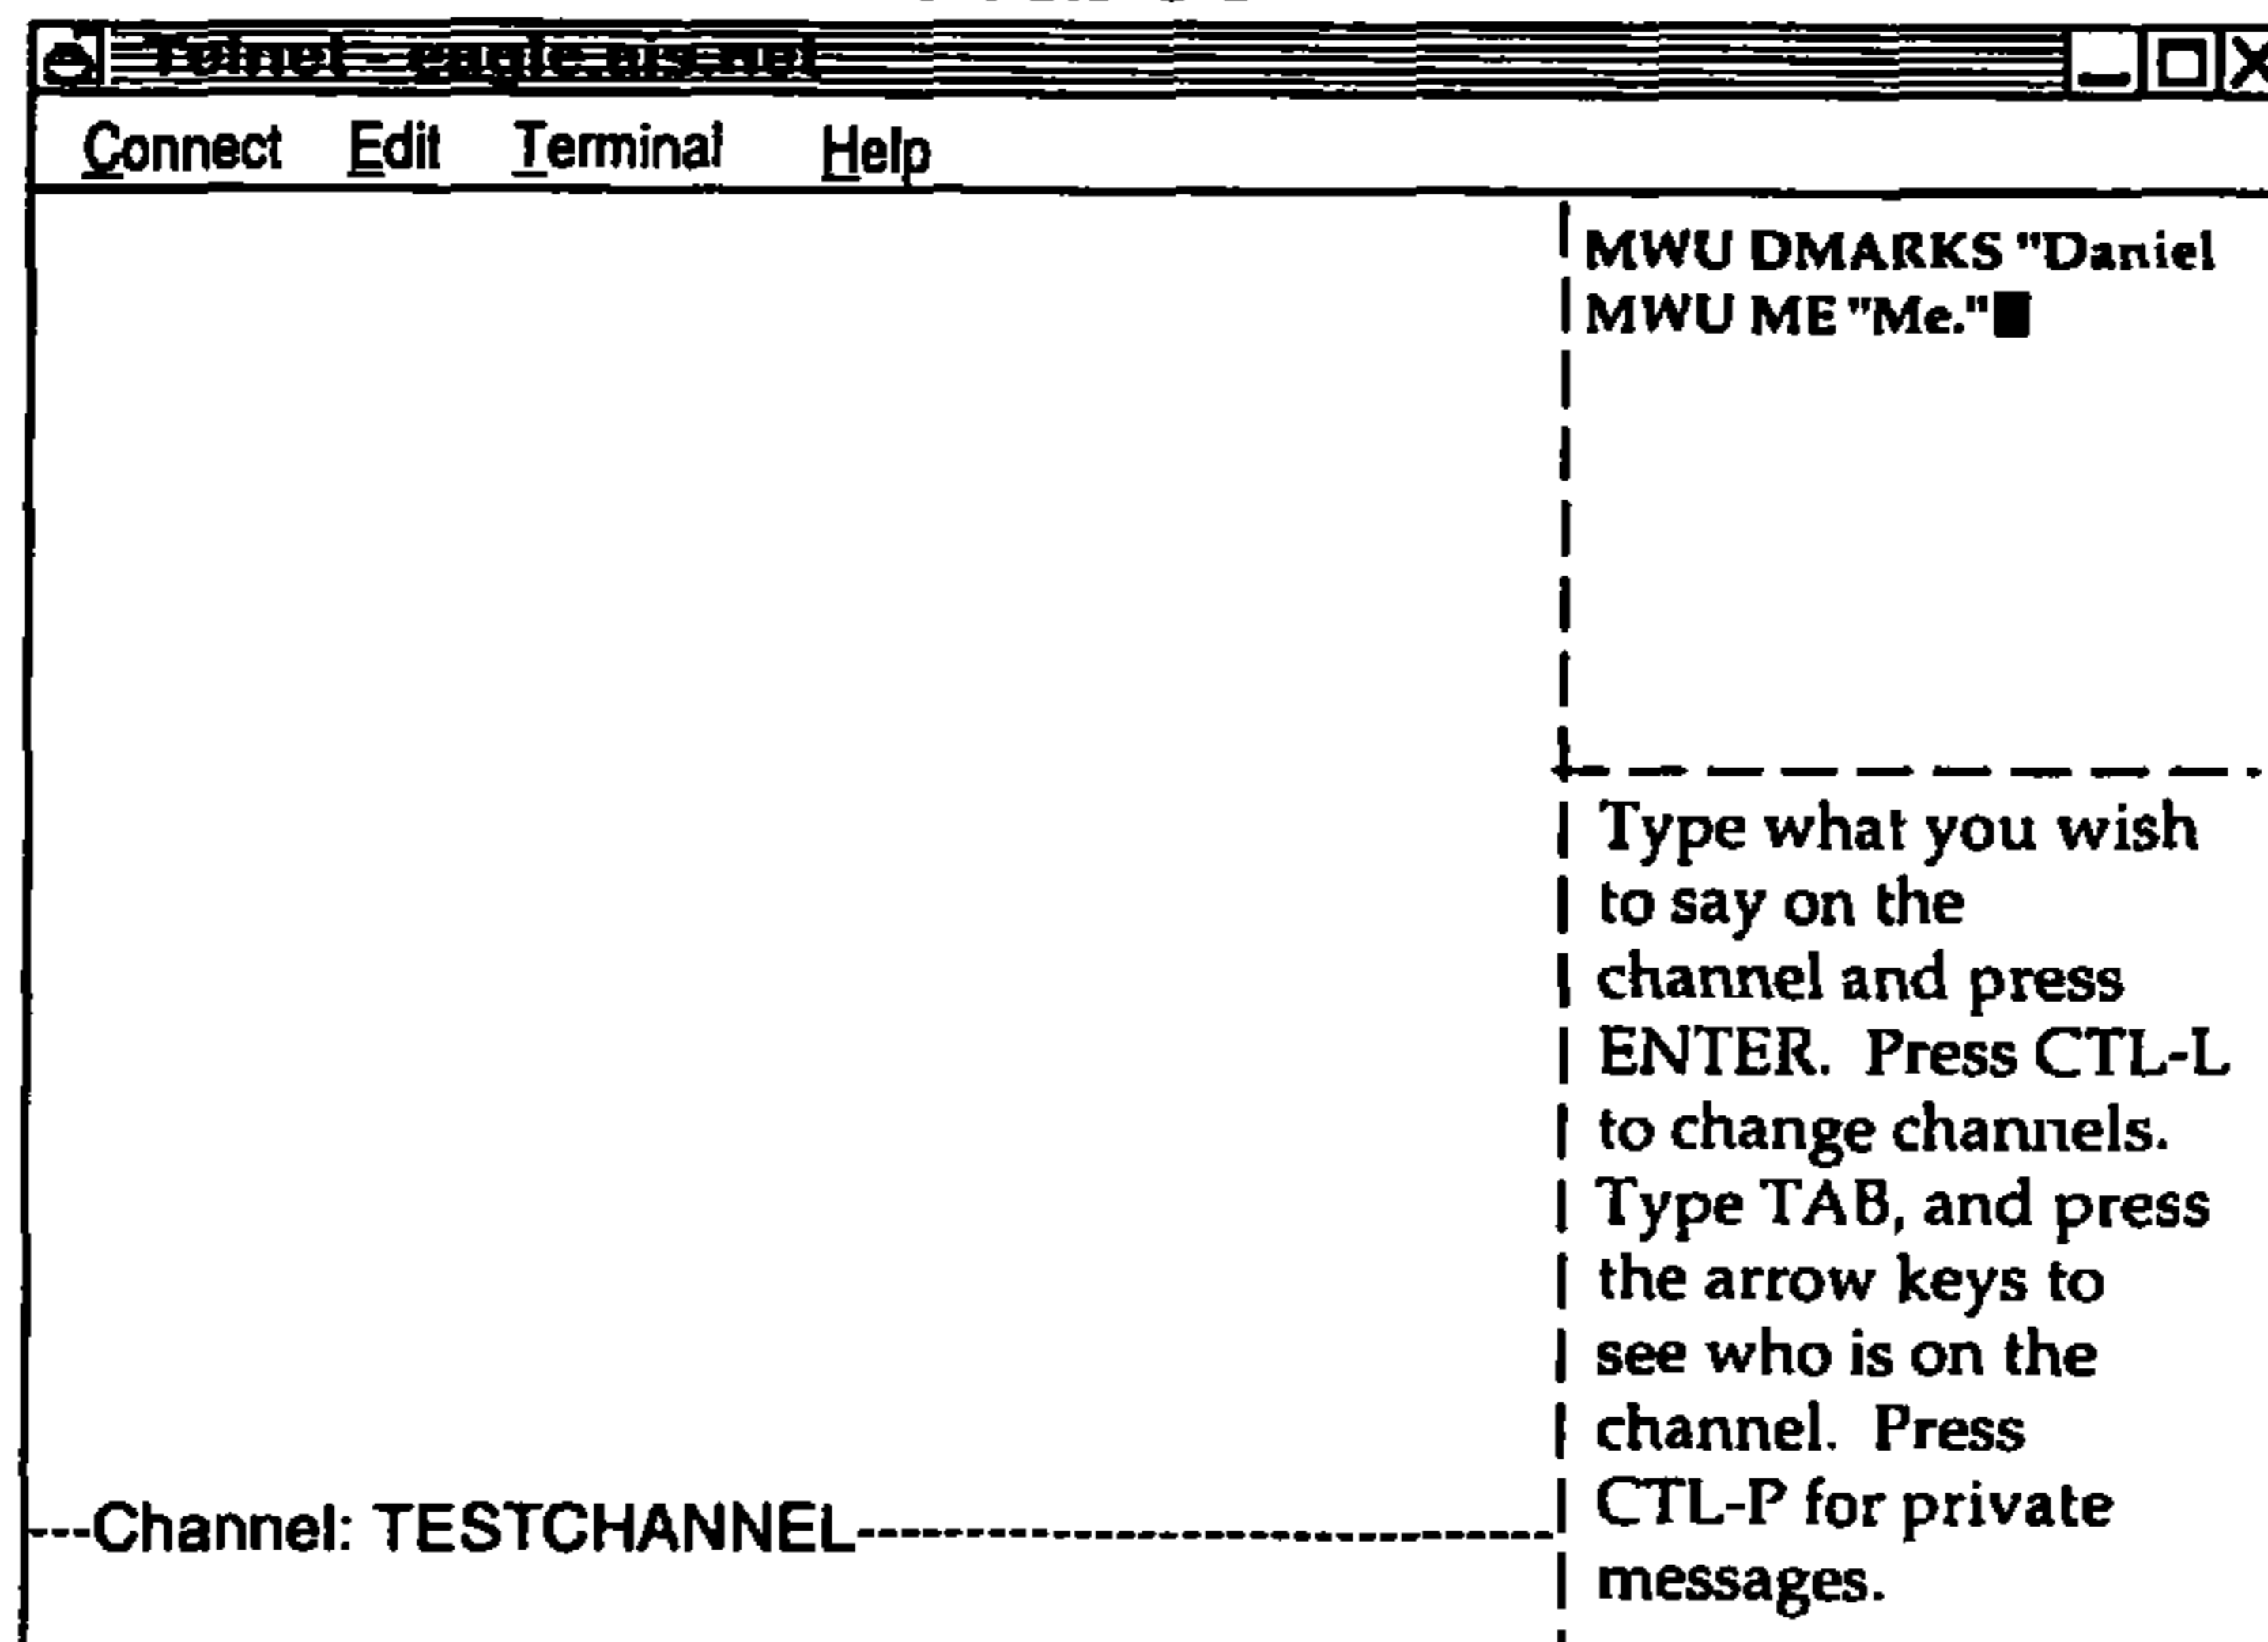 Connect Edit Terminal Help
MWU DMARKS "Daniel
MWU ME "Me."
Type what you wish
to say on the
channel and press
ENTER. Press CTL-L
to change channels.
Type TAB, and press
the arrow keys to
see who is on the
channel. Press
CTL-P for private
messages.
---Channel: TESTCHANNEL---